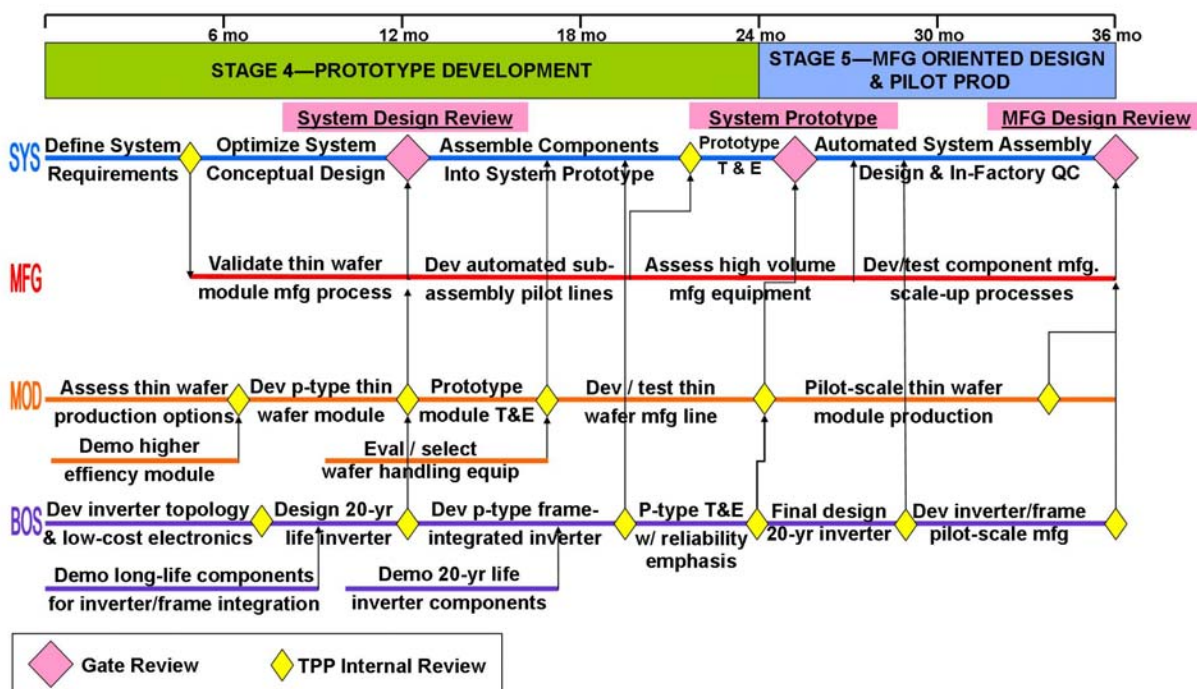 6 mo
12 mo
18 mo
24 mo
30 mo
36 mo
STAGE 4—PROTOTYPE DEVELOPMENT
STAGE 5—MFG ORIENTED DESIGN
& PILOT PROD
System Design Review
System Prototype
MFG Design Review
SYS
Define System
Requirements
Optimize System
Conceptual Design
Assemble Components
Into System Prototype
Prototype
T & E
Automated System Assembly
Design & In-Factory QC
MFG
Validate thin wafer
module mfg process
Dev automated sub-
assembly pilot lines
Assess high volume
mfg equipment
Dev/test component mfg.
scale-up processes
MOD
Assess thin wafer
production options
Dev p-type thin
wafer module
Prototype
module T&E
Dev / test thin
wafer mfg line
Pilot-scale thin wafer
module production
Demo higher
effiency module
Eval / select
wafer handling equip
BOS
Dev inverter topology
& low-cost electronics
Design 20-yr
life inverter
Dev p-type frame-
integrated inverter
P-type T&E
w/ reliability
emphasis
Final design
20-yr inverter
Dev inverter/frame
pilot-scale mfg
Demo long-life components
for inverter/frame integration
Demo 20-yr life
inverter components
Gate Review
TPP Internal Review